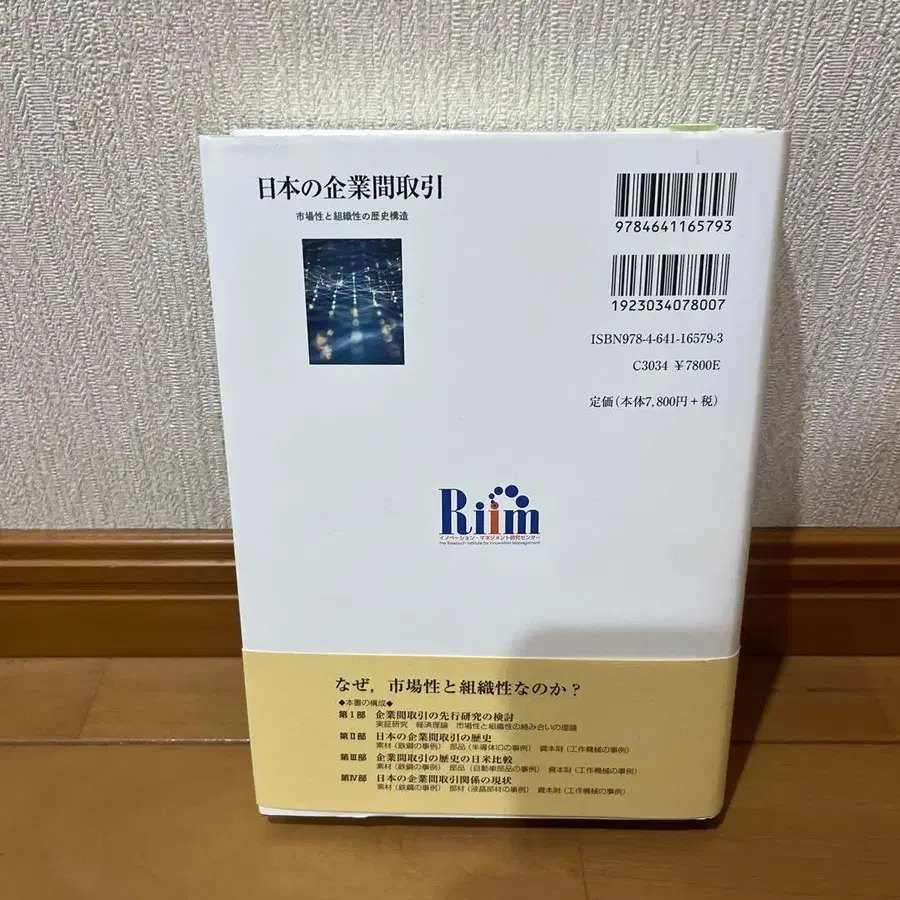 日本の企業間取引
市場性と組織性の歴史構造
9784641165793
1923034078007
ISBN978-4-641-16579-3
C3034 ¥7800E
定価(本体7,800円+税)
Riim
イノベーション・マネジメント研究センター
The Research Institute for Innovation Management
なぜ,市場性と組織性なのか?
◆本書の構成◆
第Ⅰ部 企業間取引の先行研究の検討
実証研究 経済理論 市場性と組織性の絡み合いの理論
第Ⅱ部 日本の企業間取引の歴史
素材(鉄鋼の事例) 部品(半導体ICの事例) 資本財(工作機械の事例)
第Ⅲ部 企業間取引の歴史の日米比較
素材(鉄鋼の事例) 部品(自動車部品の事例) 資本財(工作機械の事例)
第Ⅳ部 日本の企業間取引関係の現状
素材(鉄鋼の事例) 部材(液晶部材の事例) 資本財(工作機械の事例)